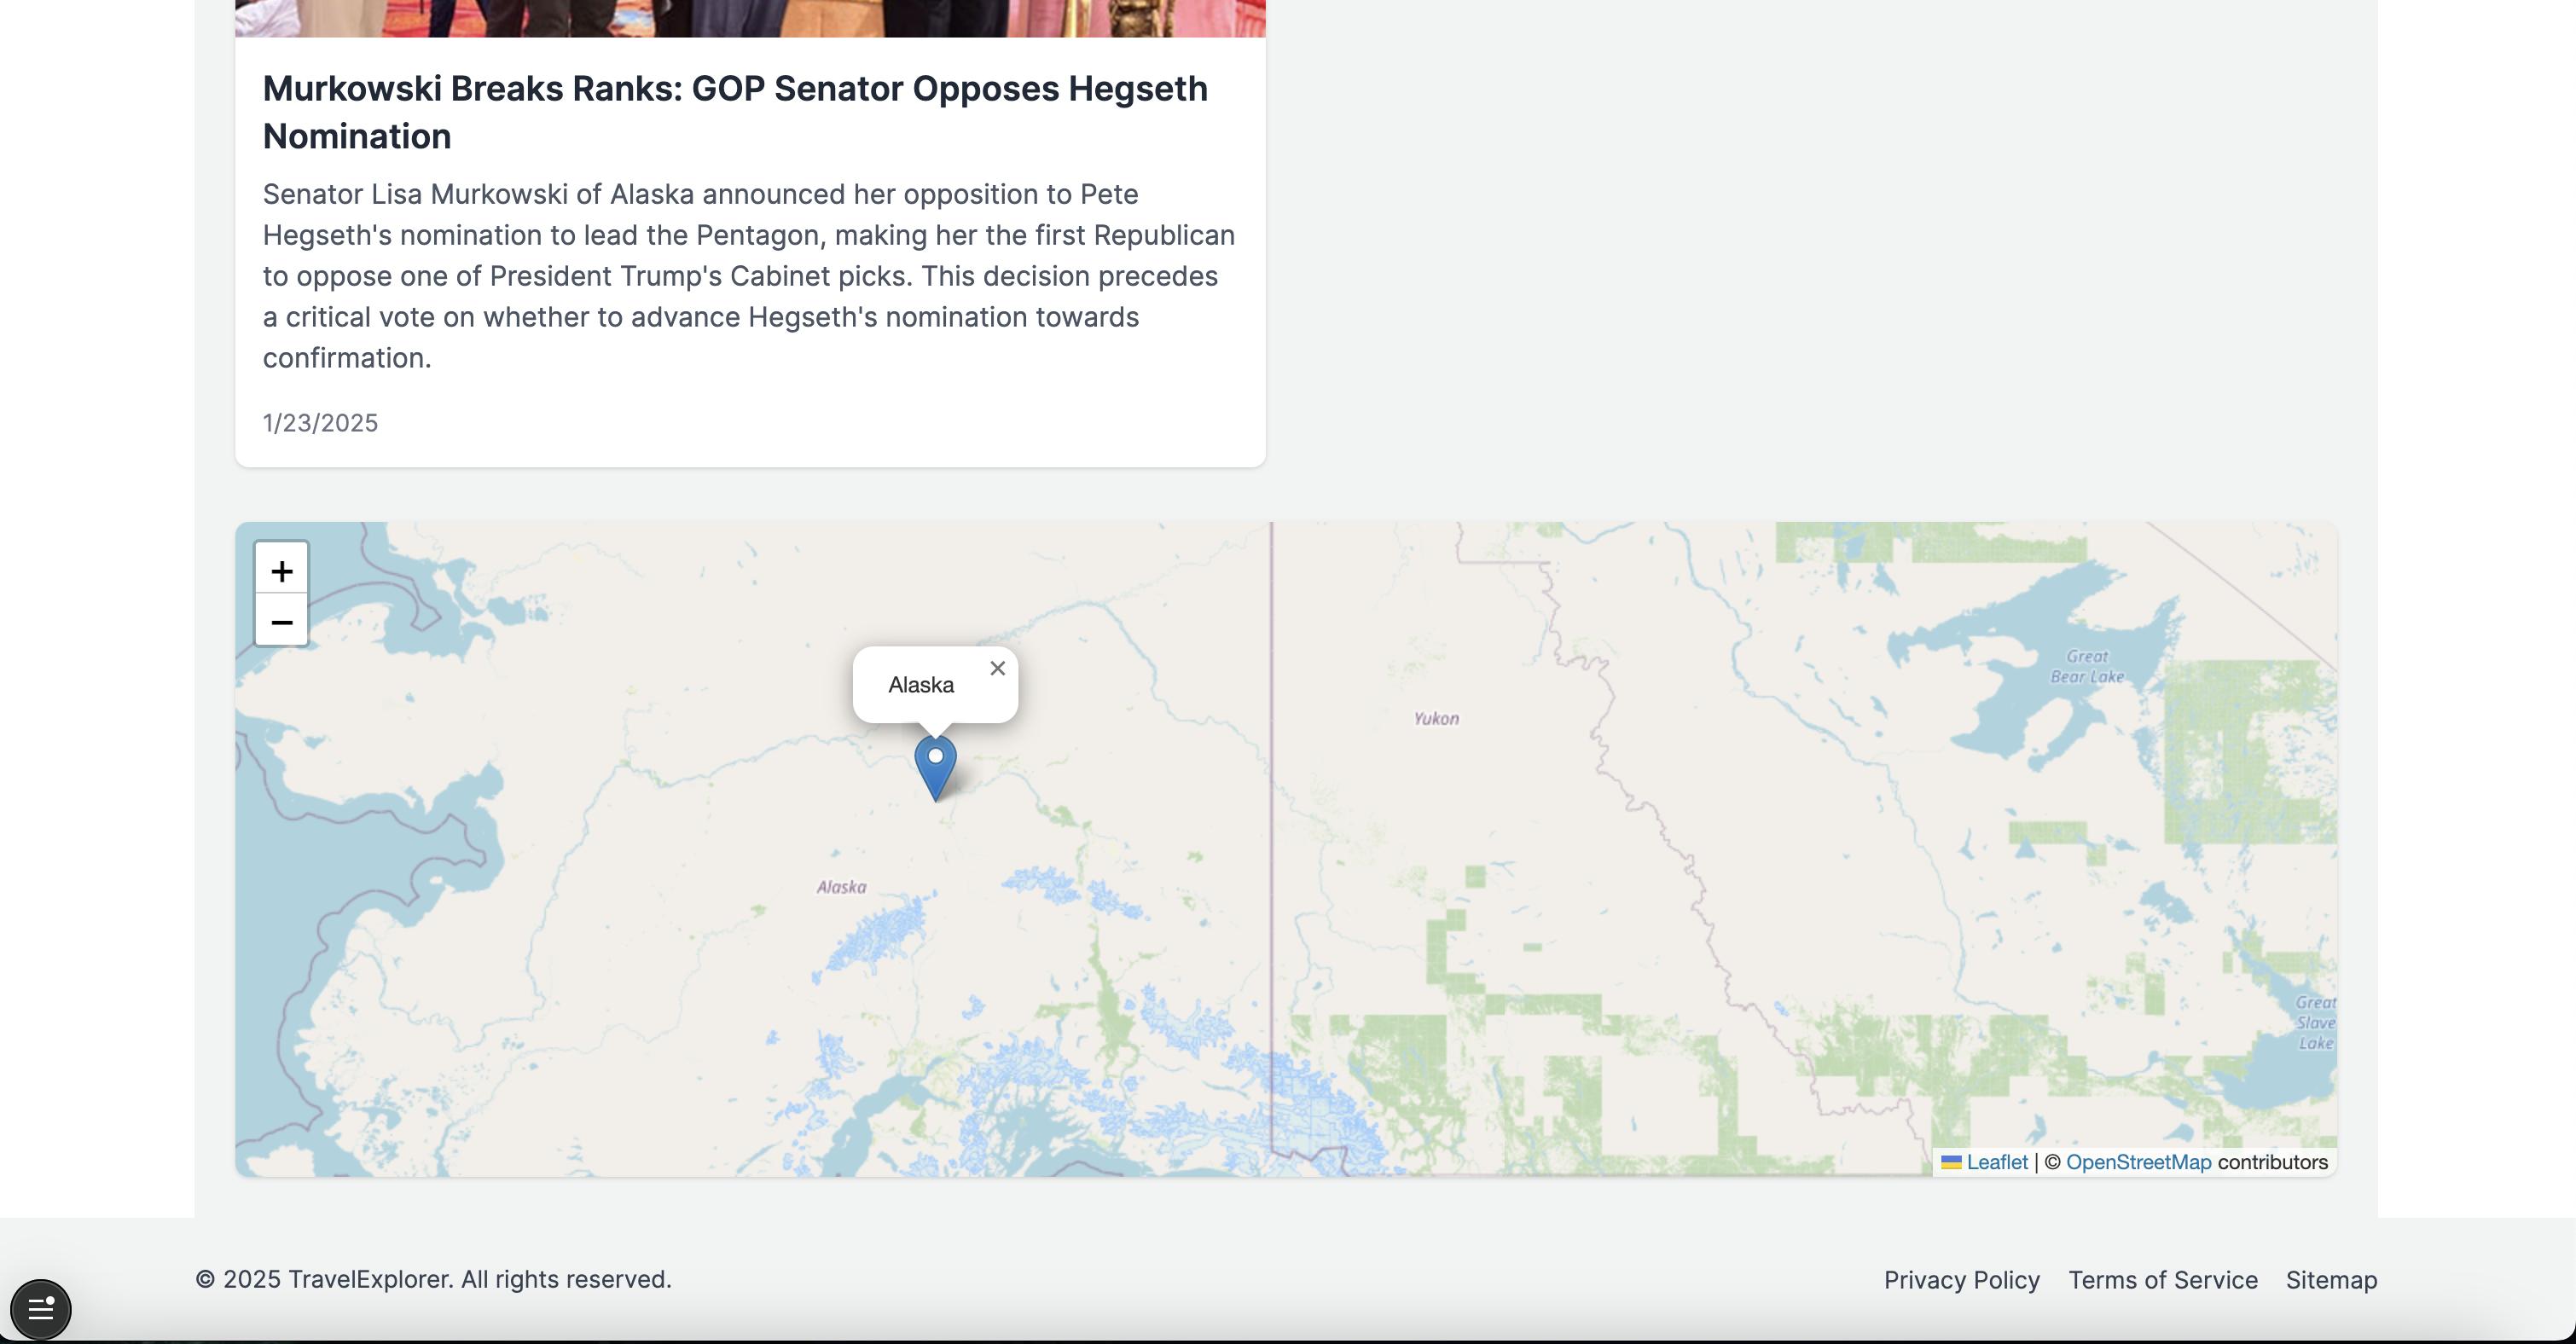 Murkowski Breaks Ranks: GOP Senator Opposes Hegseth
Nomination
Senator Lisa Murkowski of Alaska announced her opposition to Pete
Hegseth's nomination to lead the Pentagon, making her the first Republican
to oppose one of President Trump's Cabinet picks. This decision precedes
a critical vote on whether to advance Hegseth's nomination towards
confirmation.
1/23/2025
+
−
Alaska ×
Great
Bear Lake
Yukon
Alaska
Great
Slave
Lake
Leaflet | © OpenStreetMap contributors
© 2025 TravelExplorer. All rights reserved.
Privacy Policy Terms of Service Sitemap